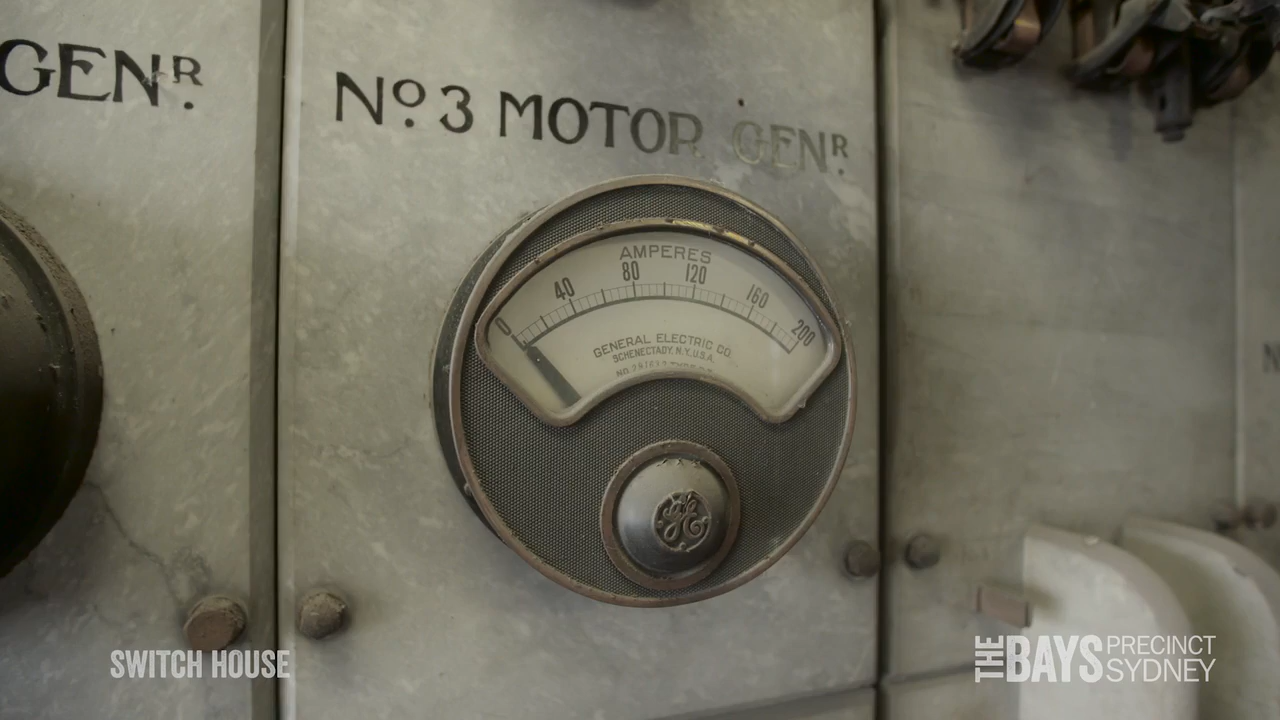 GENR.
No. 3 MOTOR GENR.
AMPERES
0 40 80 120 160 200
GENERAL ELECTRIC CO.
SCHENECTADY, N.Y. U.S.A.
GE
SWITCH HOUSE
THE BAYS PRECINCT SYDNEY